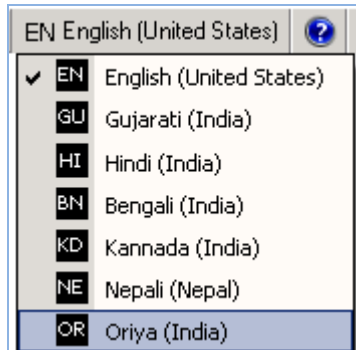 EN English (United States) ?
EN English (United States)
GU Gujarati (India)
HI Hindi (India)
BN Bengali (India)
KD Kannada (India)
NE Nepali (Nepal)
OR Oriya (India)